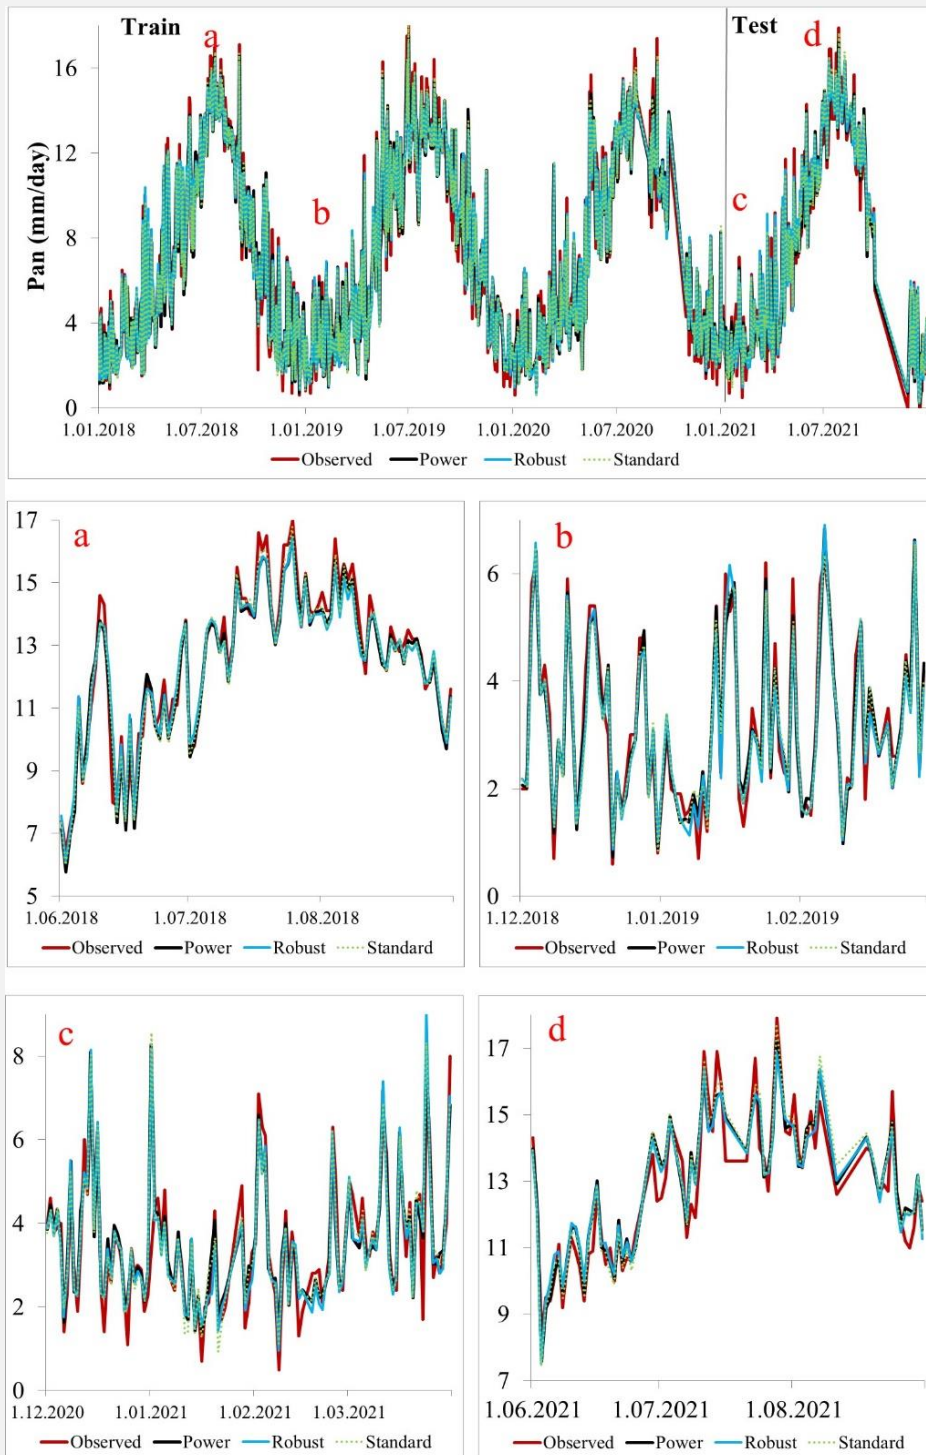 Train
Test
a
d
b
c
Pan (mm/day)
16
12
8
4
0
1.01.2018 1.07.2018 1.01.2019 1.07.2019 1.01.2020 1.07.2020 1.01.2021 1.07.2021
Observed Power Robust Standard
a
17
15
13
11
9
7
5
1.06.2018 1.07.2018 1.08.2018
Observed Power Robust Standard
b
6
4
2
0
1.12.2018 1.01.2019 1.02.2019
Observed Power Robust Standard
c
8
6
4
2
0
1.12.2020 1.01.2021 1.02.2021 1.03.2021
Observed Power Robust Standard
d
17
15
13
11
9
7
1.06.2021 1.07.2021 1.08.2021
Observed Power Robust Standard